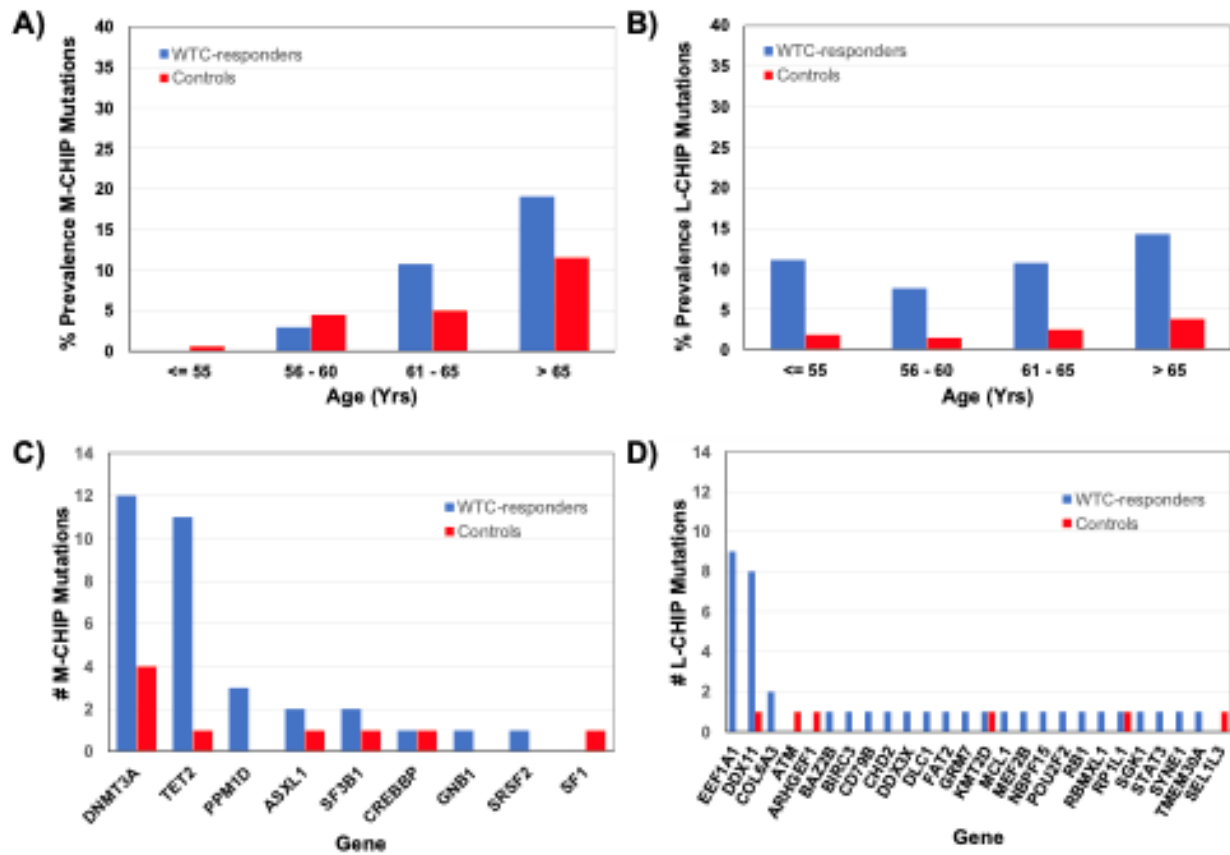 A)
% Prevalence M-CHIP Mutations
40
35
30
25
20
15
10
5
0
WTC-responders
Controls
<= 55
56 - 60
61 - 65
> 65
Age (Yrs)
B)
% Prevalence L-CHIP Mutations
40
35
30
25
20
15
10
5
0
WTC-responders
Controls
<= 55
56 - 60
61 - 65
> 65
Age (Yrs)
C)
# M-CHIP Mutations
14
12
10
8
6
4
2
0
WTC-responders
Controls
DNMT3A
TET2
PPM1D
ASXL1
SF3B1
CREBBP
GNB1
SRSF2
SF1
Gene
D)
# L-CHIP Mutations
14
12
10
8
6
4
2
0
WTC-responders
Controls
EEF1A1
DDX11
COL6A3
ATM
ARHGEF1
BAZ2B
BIRC3
CD79B
CHD2
DDX3X
DLC1
FAT2
GRM7
KMT2D
MCL1
MEF2B
NBPF15
POU2F2
RB1
RBMXL1
RP1L1
SGK1
STAT3
SYNE1
TMEM30A
SEL1L3
Gene